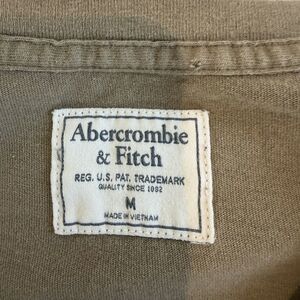 Abercrombie
& Fitch
REG. U.S. PAT. TRADEMARK
QUALITY SINCE 1892
M
MADE IN VIETNAM